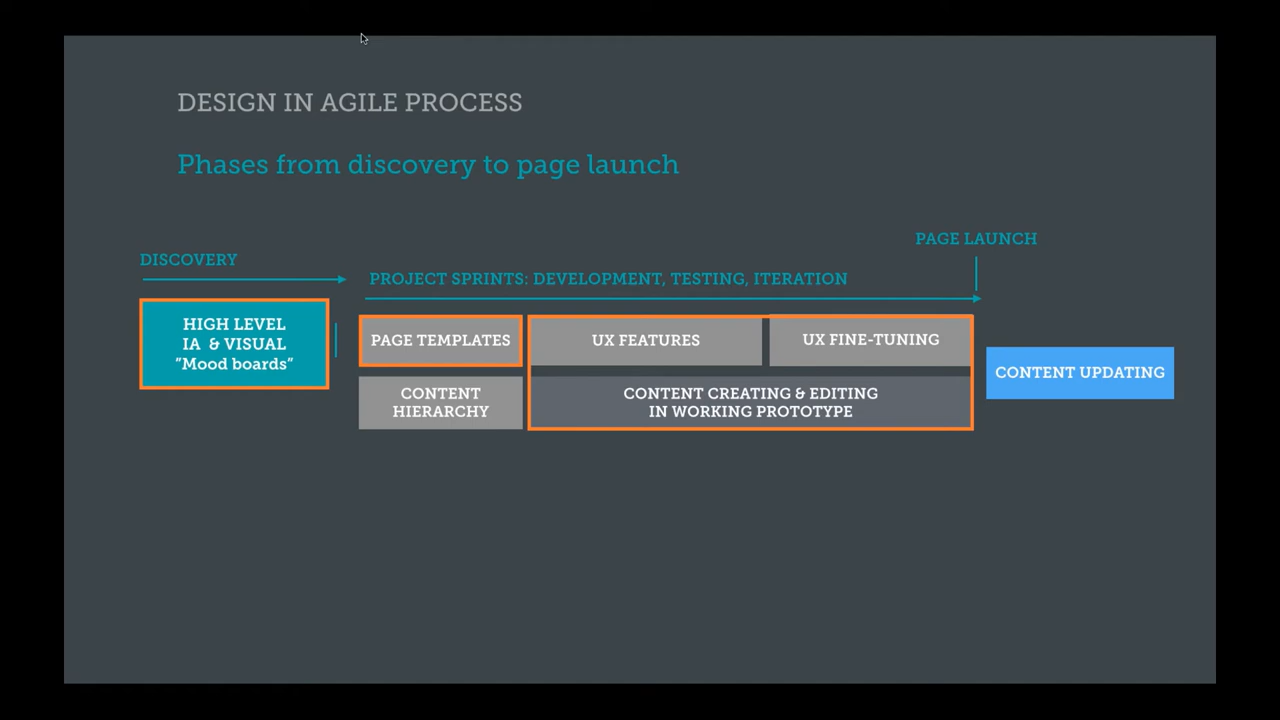 DESIGN IN AGILE PROCESS
Phases from discovery to page launch
PAGE LAUNCH
DISCOVERY
PROJECT SPRINTS: DEVELOPMENT, TESTING, ITERATION
HIGH LEVEL
IA & VISUAL
”Mood boards”
PAGE TEMPLATES
UX FEATURES
UX FINE-TUNING
CONTENT
HIERARCHY
CONTENT CREATING & EDITING
IN WORKING PROTOTYPE
CONTENT UPDATING